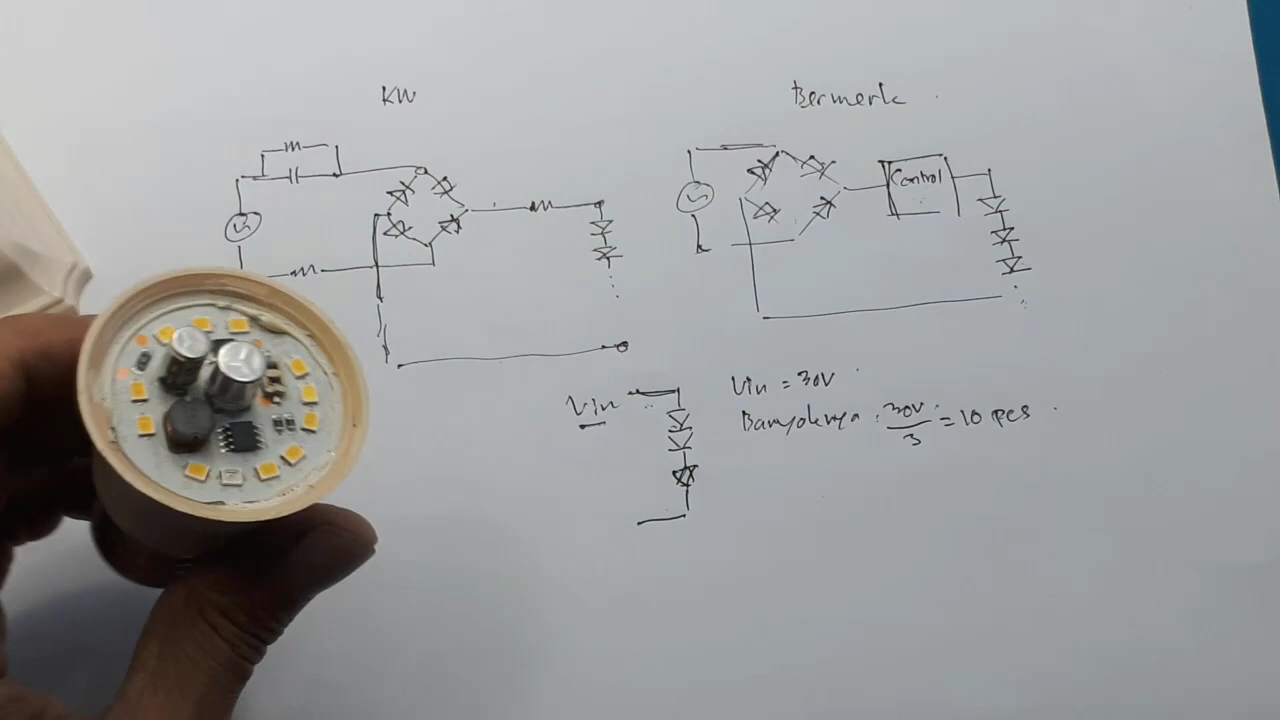 KW
Bermerk
Control
Vin
Vin = 30V
Banyaknya : 30V/3 = 10 pcs